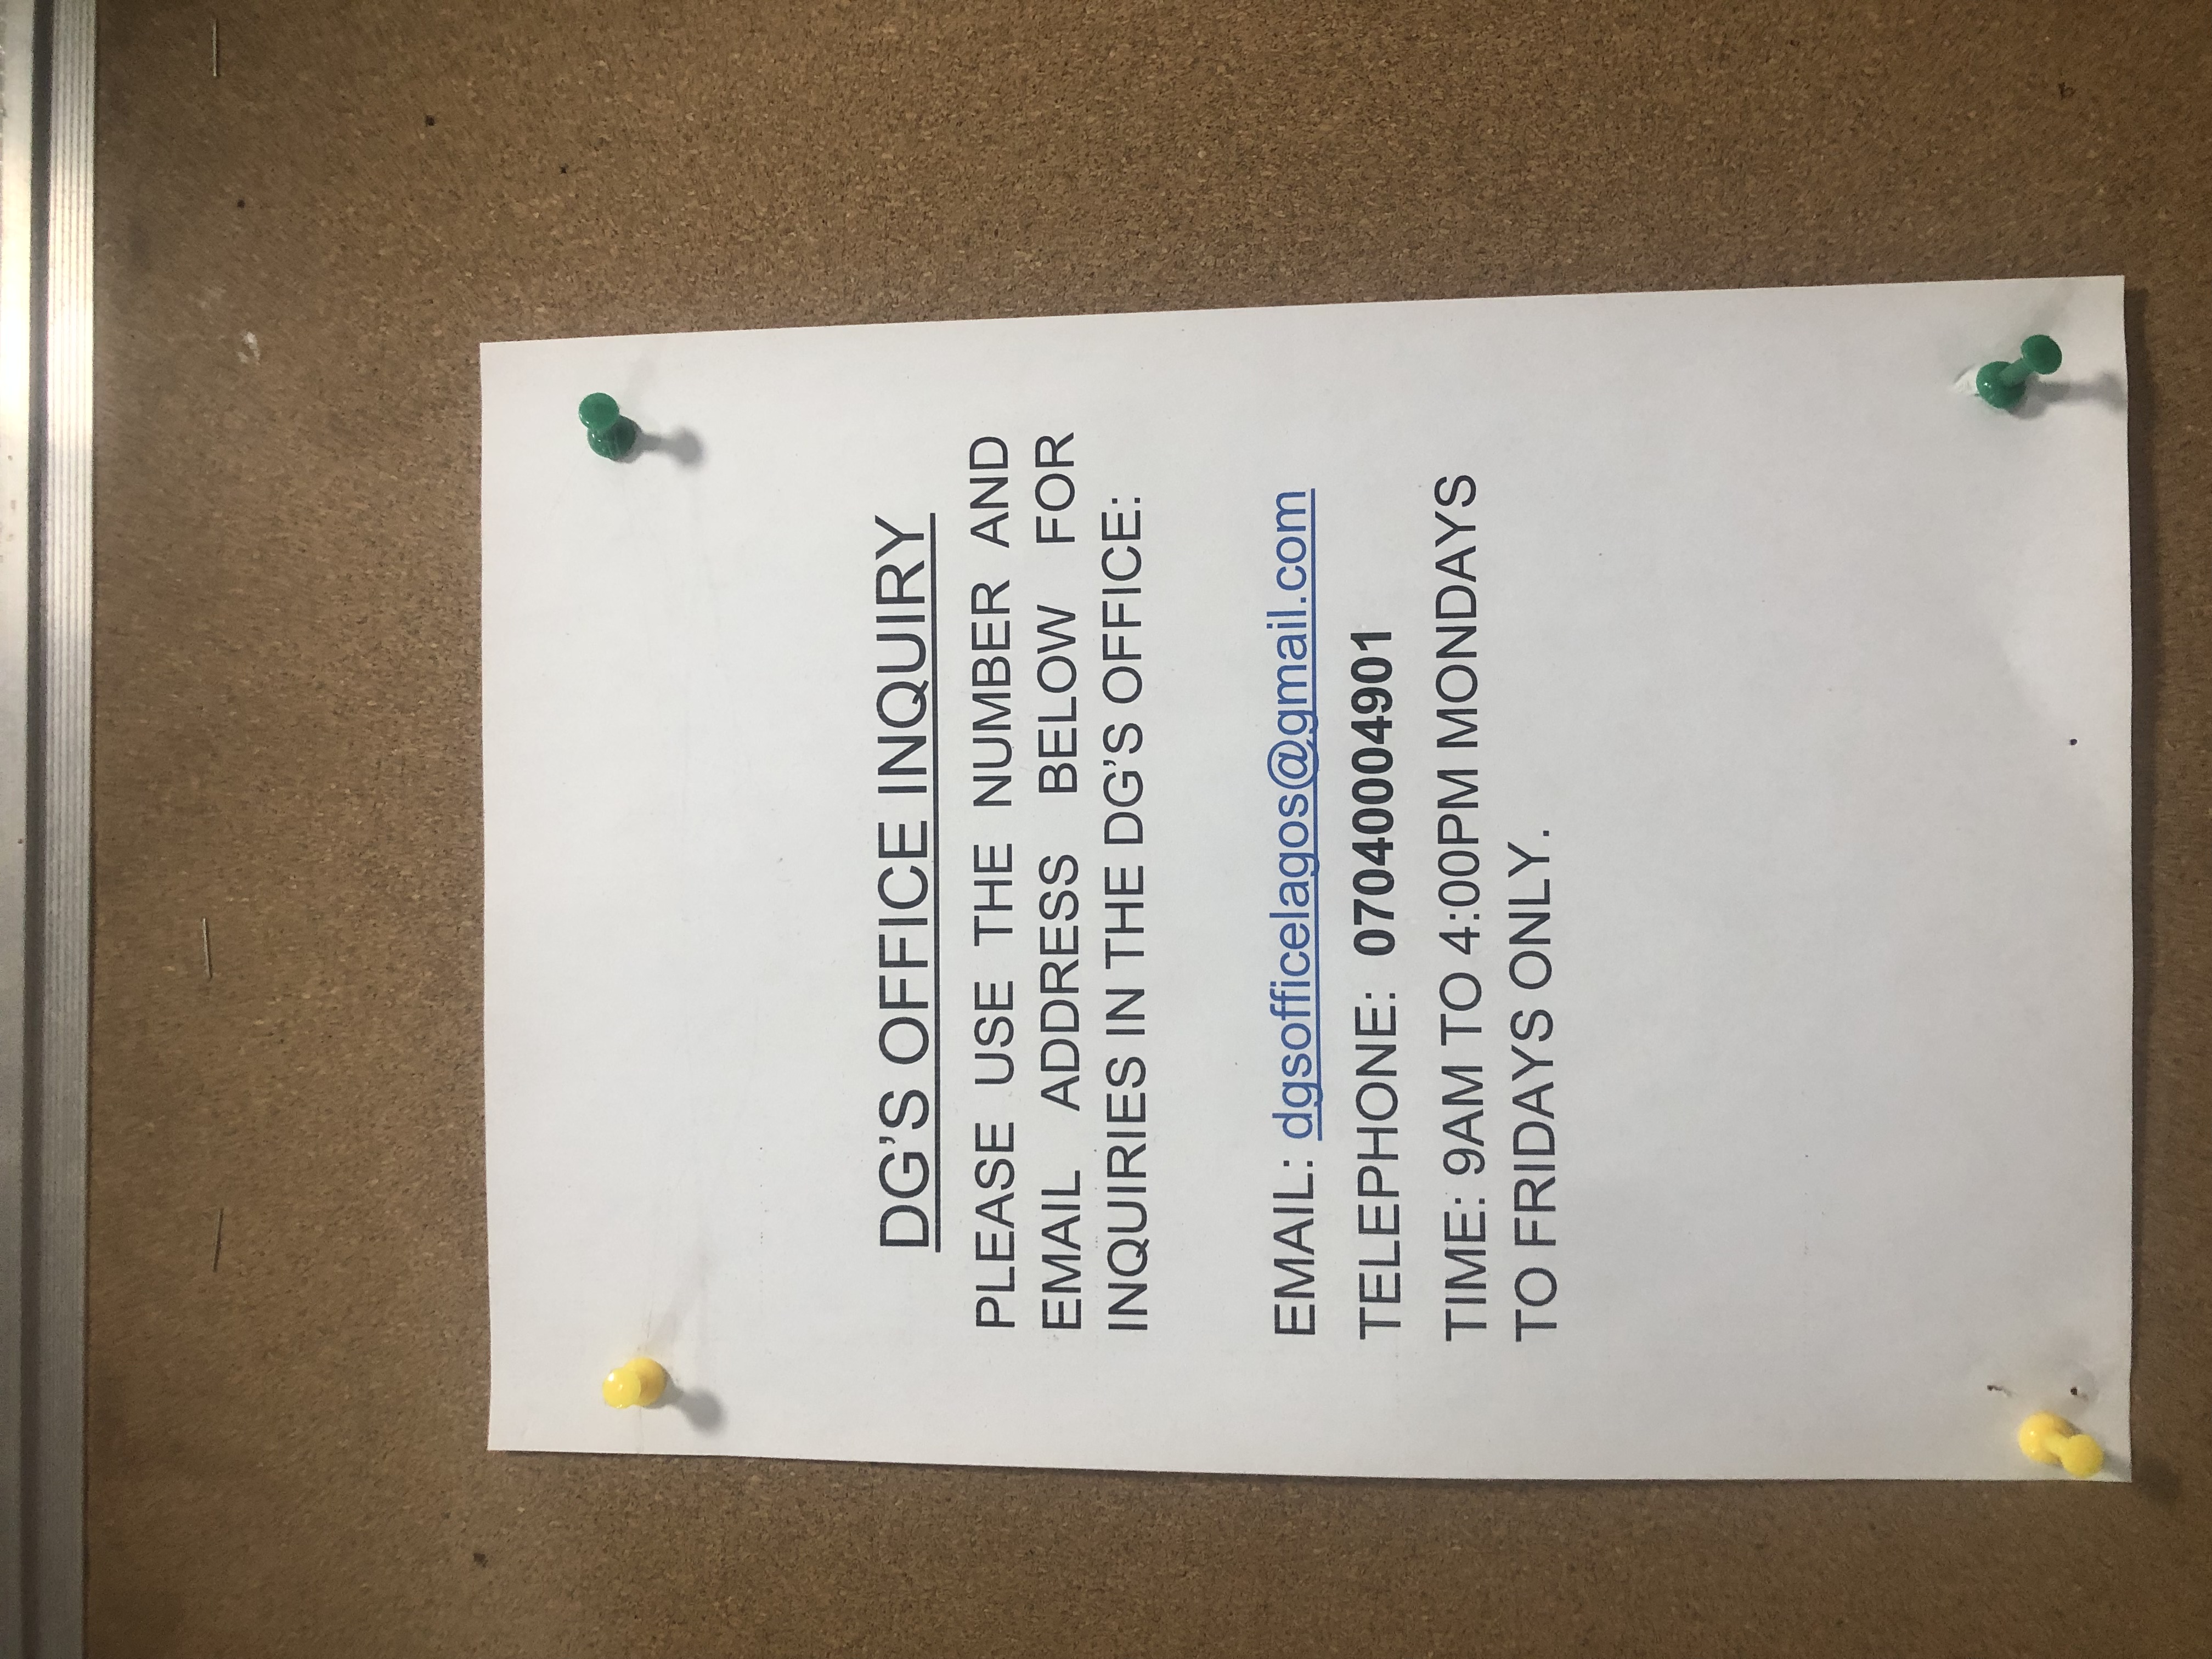 DG’S OFFICE INQUIRY
PLEASE USE THE NUMBER AND
EMAIL ADDRESS BELOW FOR
INQUIRIES IN THE DG’S OFFICE:
EMAIL: dgsofficelagos@gmail.com
TELEPHONE: 07040004901
TIME: 9AM TO 4:00PM MONDAYS
TO FRIDAYS ONLY.